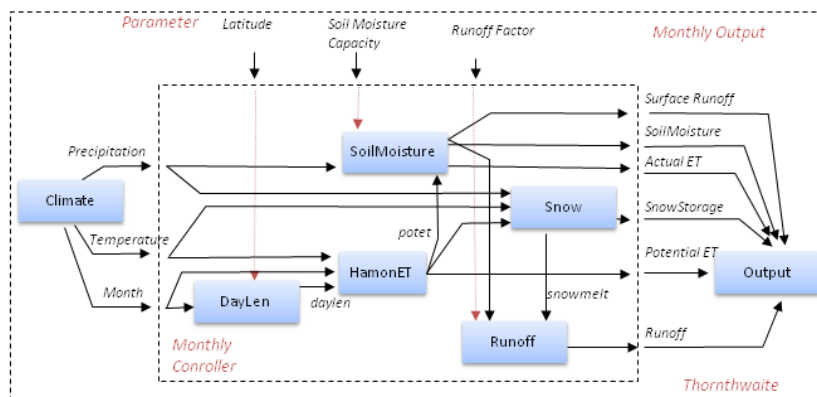 Parameter
Latitude
Soil Moisture
Capacity
Runoff Factor
Monthly Output
Surface Runoff
SoilMoisture
Precipitation
SoilMoisture
Actual ET
Climate
Snow
SnowStorage
Temperature
potet
Potential ET
HamonET
Output
Month
DayLen
daylen
snowmelt
Monthly
Conroller
Runoff
Runoff
Thornthwaite